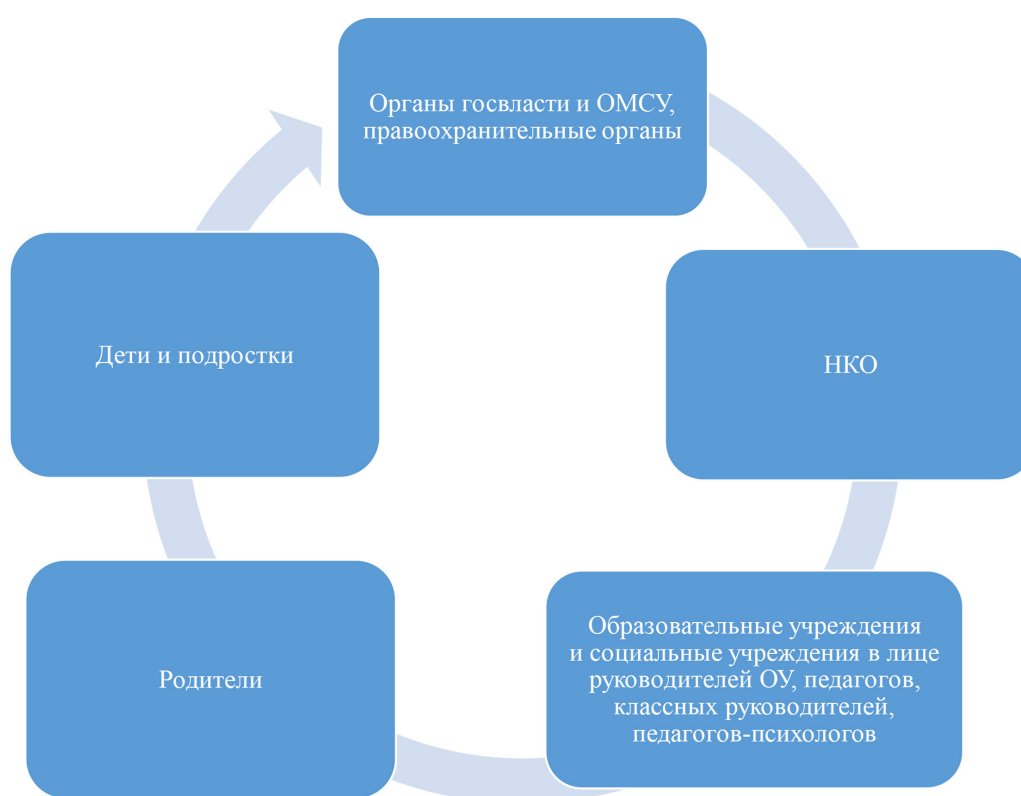 Органы госвласти и ОМСУ,
правоохранительные органы
НКО
Образовательные учреждения
и социальные учреждения в лице
руководителей ОУ, педагогов,
классных руководителей,
педагогов-психологов
Родители
Дети и подростки